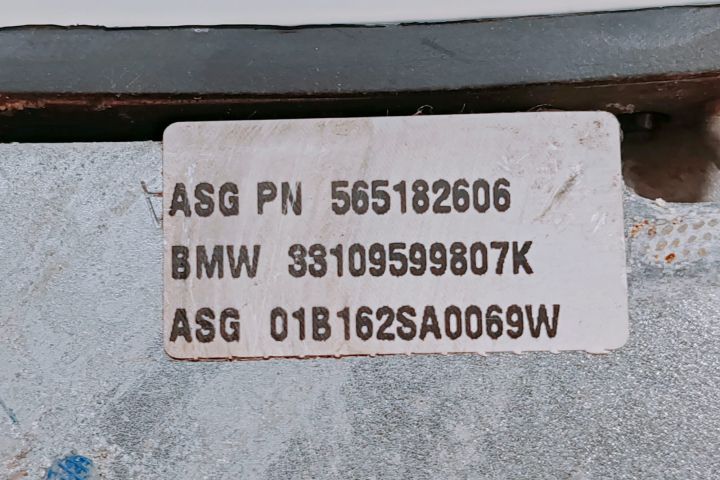 ASG PN 565182606
BMW 33109599807K
ASG 01B162SA0069W